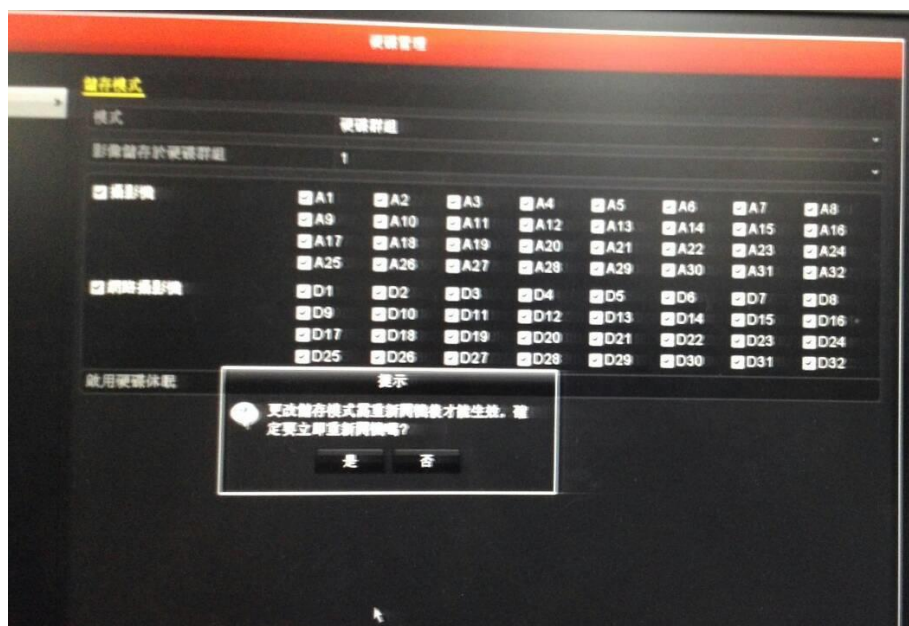 硬碟管理
儲存模式
模式 硬碟群組
影像儲存於硬碟群組 1
攝影機 A1 A2 A3 A4 A5 A6 A7 A8
A9 A10 A11 A12 A13 A14 A15 A16
A17 A18 A19 A20 A21 A22 A23 A24
A25 A26 A27 A28 A29 A30 A31 A32
網路攝影機 D1 D2 D3 D4 D5 D6 D7 D8
D9 D10 D11 D12 D13 D14 D15 D16
D17 D18 D19 D20 D21 D22 D23 D24
D25 D26 D27 D28 D29 D30 D31 D32
啟用硬碟休眠
提示
更改儲存模式需重新開機後才能生效。確
定要立即重新開機嗎?
是 否